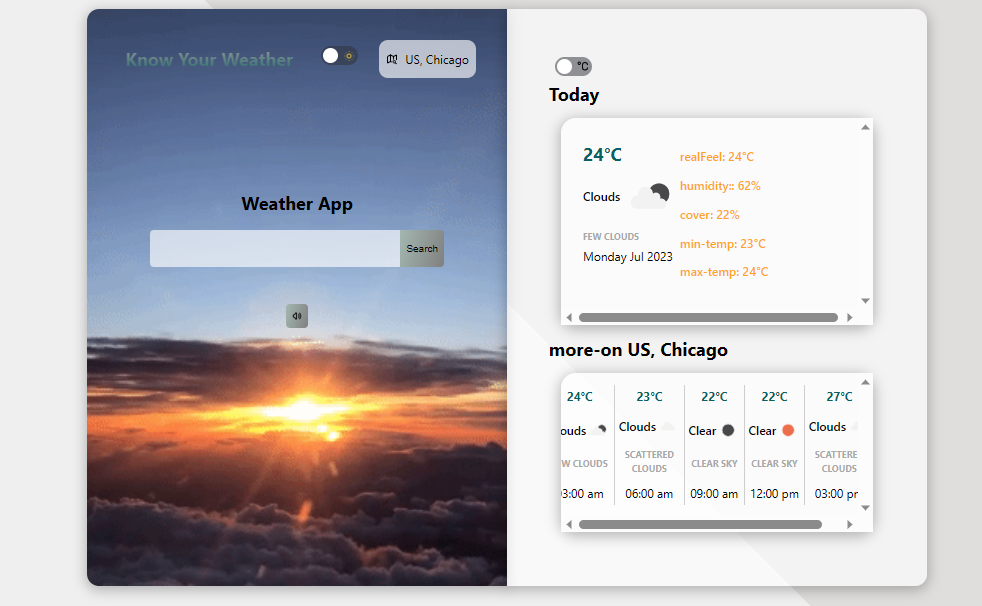 Know Your Weather
US, Chicago
Weather App
Search
°C
Today
24°C
Clouds
FEW CLOUDS
Monday Jul 2023
realFeel: 24°C
humidity:: 62%
cover: 22%
min-temp: 23°C
max-temp: 24°C
more-on US, Chicago
24°C 23°C 22°C 22°C 27°C
ouds Clouds Clear Clear Clouds
W CLOUDS SCATTERED CLOUDS CLEAR SKY CLEAR SKY SCATTERE CLOUDS
3:00 am 06:00 am 09:00 am 12:00 pm 03:00 pr